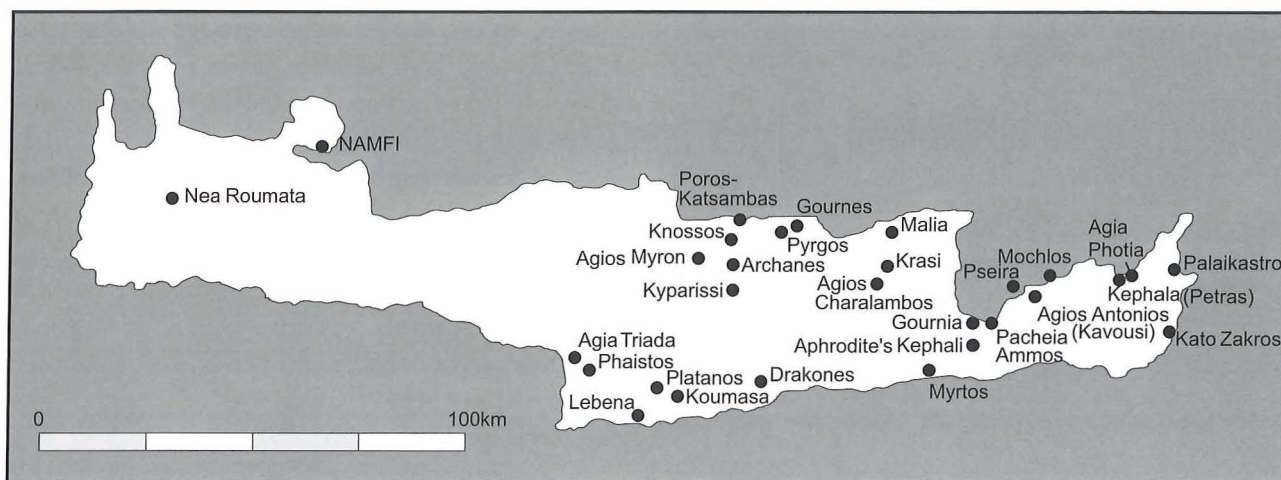 NAMFI
Nea Roumata
Poros-
Katsambas
Gournes
Knossos
Pyrgos
Malia
Agios Myron
Archanes
Krasi
Kyparissi
Agios
Charalambos
Pseira
Mochlos
Agia
Photia
Palaikastro
Kephala (Petras)
Agios Antonios
(Kavousi)
Kato Zakros
Gournia
Pacheia
Ammos
Aphrodite's Kephali
Myrtos
Agia Triada
Phaistos
Platanos
Drakones
Koumasa
Lebena
0
100km